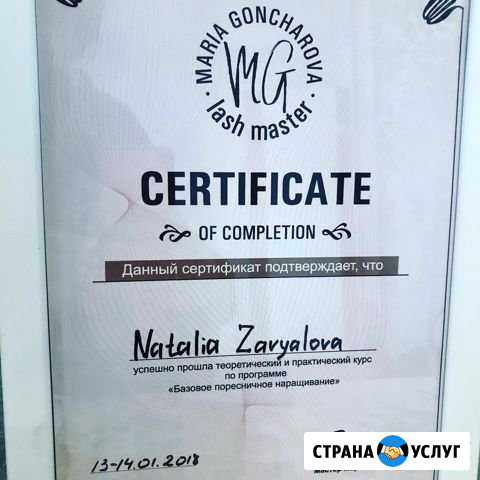 MARIA GONCHAROVA
MG
lash master
CERTIFICATE
OF COMPLETION
Данный сертификат подтверждает, что
Natalia Zavyalova
успешно прошла теоретический и практический курс
по программе
«Базовое поресничное наращивание»
13-14.01.2018
СТРАНА УСЛУГ